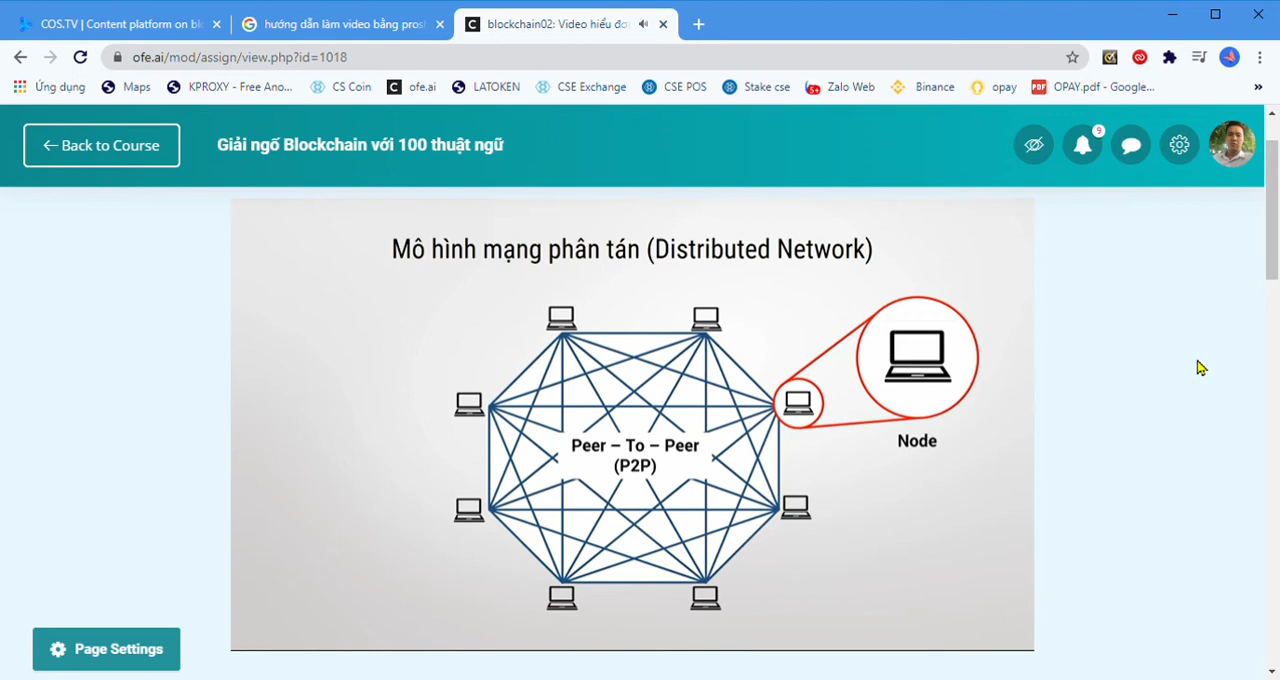 COS.TV | Content platform on blo
hướng dẫn làm video bằng pros
blockchain02: Video hiểu đơ
ofe.ai/mod/assign/view.php?id=1018
Ứng dụng
Maps
KPROXY - Free Ano...
CS Coin
ofe.ai
LATOKEN
CSE Exchange
CSE POS
Stake cse
Zalo Web
Binance
opay
OPAY.pdf - Google...
Back to Course
Giải ngố Blockchain với 100 thuật ngữ
9
Mô hình mạng phân tán (Distributed Network)
Peer – To – Peer
(P2P)
Node
Page Settings